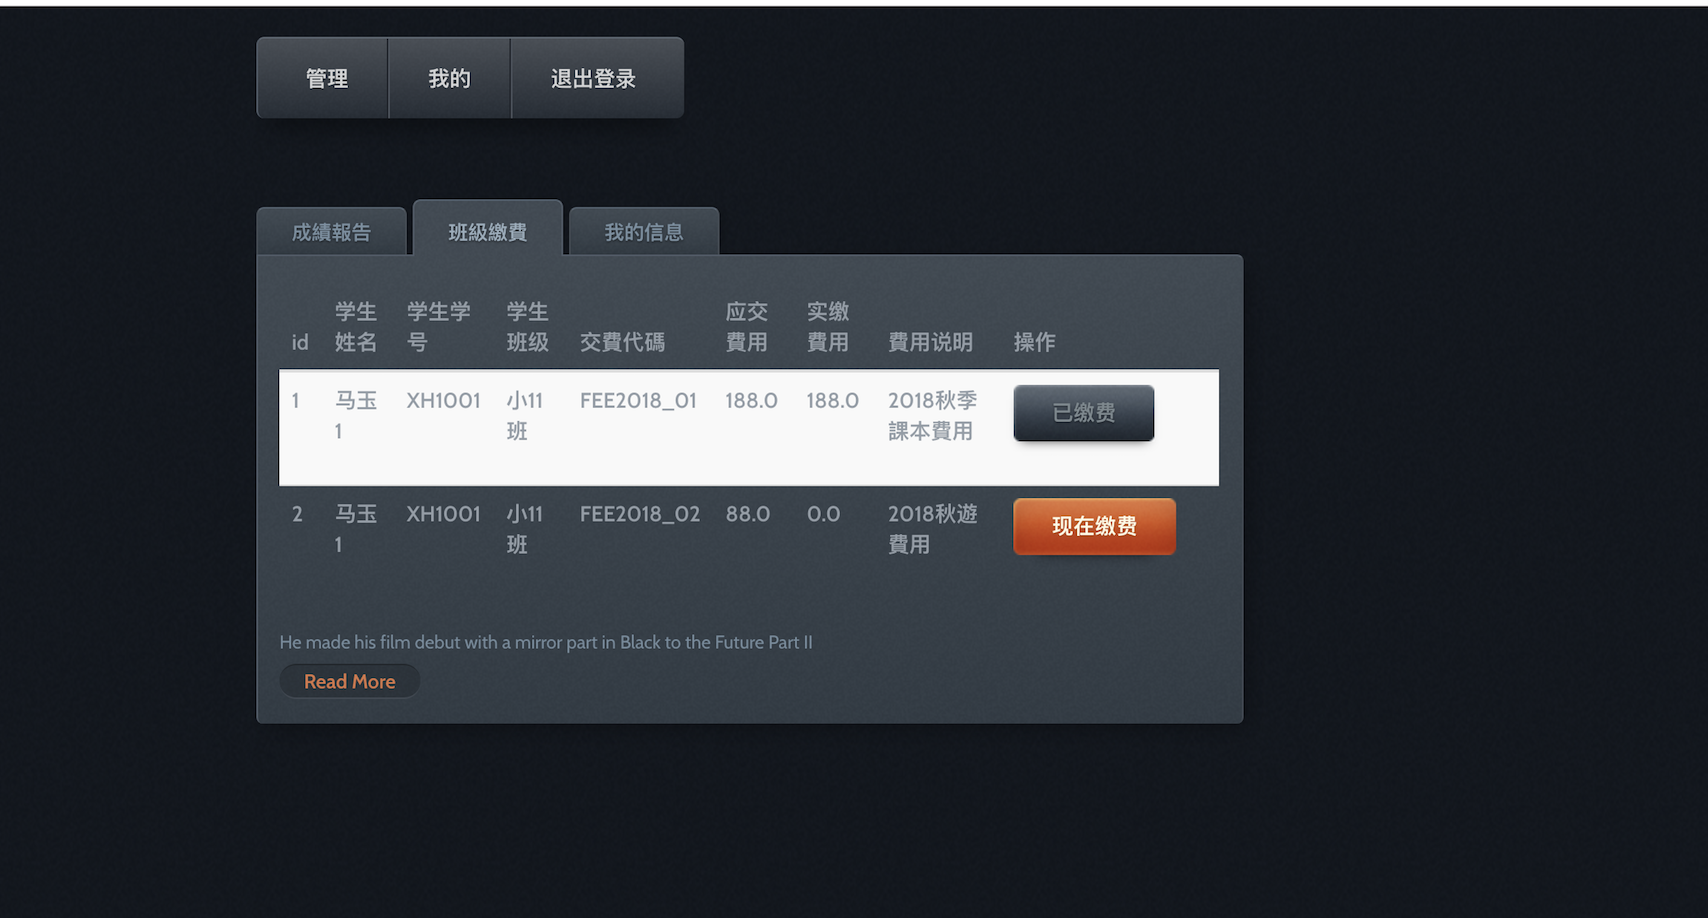 管理 我的 退出登录
成績報告 班級繳費 我的信息
学生 学生学 学生 应交 实缴
id 姓名 号 班级 交費代碼 費用 費用 費用说明 操作
1 马玉 XH1001 小11 FEE2018_01 188.0 188.0 2018秋季 已缴费
1 班 課本費用
2 马玉 XH1001 小11 FEE2018_02 88.0 0.0 2018秋遊 现在缴费
1 班 費用
He made his film debut with a mirror part in Black to the Future Part II
Read More